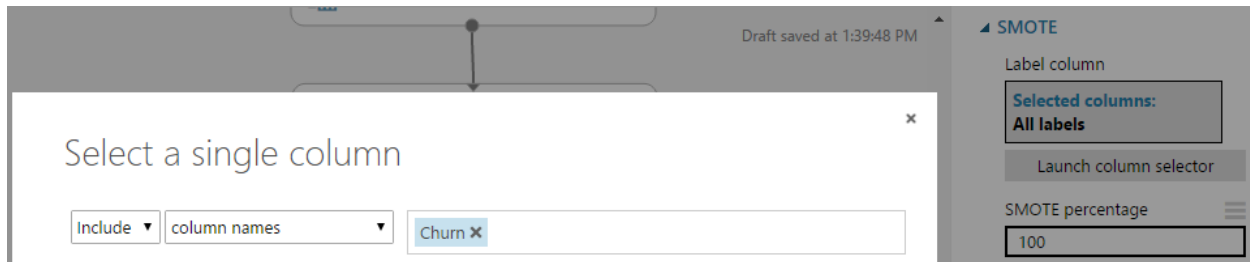 Draft saved at 1:39:48 PM
SMOTE
Label column
Selected columns:
All labels
Launch column selector
SMOTE percentage
100
Select a single column
Include column names Churn